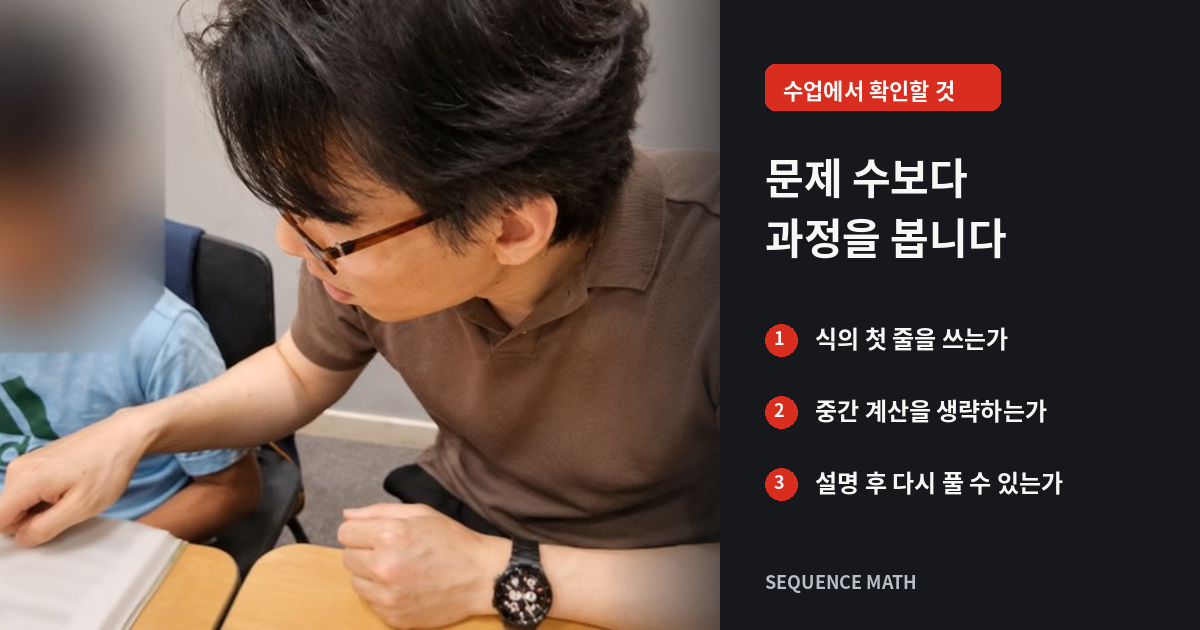 수업에서 확인할 것
문제 수보다
과정을 봅니다
1 식의 첫 줄을 쓰는가
2 중간 계산을 생략하는가
3 설명 후 다시 풀 수 있는가
SEQUENCE MATH